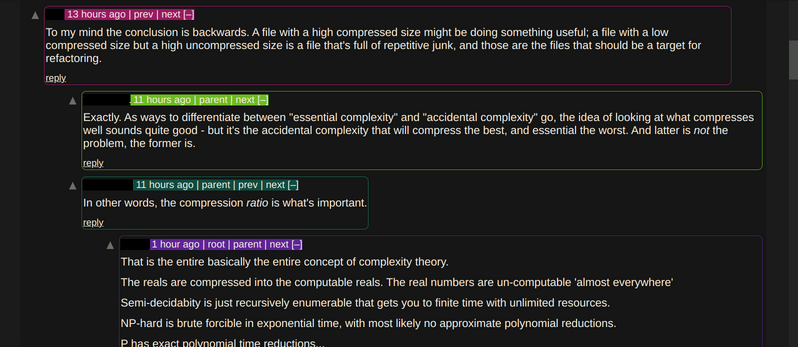 13 hours ago | prev | next [–]
To my mind the conclusion is backwards. A file with a high compressed size might be doing something useful; a file with a low
compressed size but a high uncompressed size is a file that's full of repetitive junk, and those are the files that should be a target for
refactoring.
reply
11 hours ago | parent | next [–]
Exactly. As ways to differentiate between "essential complexity" and "accidental complexity" go, the idea of looking at what compresses
well sounds quite good - but it's the accidental complexity that will compress the best, and essential the worst. And latter is not the
problem, the former is.
reply
11 hours ago | parent | prev | next [–]
In other words, the compression ratio is what's important.
reply
1 hour ago | root | parent | next [–]
That is the entire basically the entire concept of complexity theory.
The reals are compressed into the computable reals. The real numbers are un-computable 'almost everywhere'
Semi-decidabity is just recursively enumerable that gets you to finite time with unlimited resources.
NP-hard is brute forcible in exponential time, with most likely no approximate polynomial reductions.
P has exact polynomial time reductions...